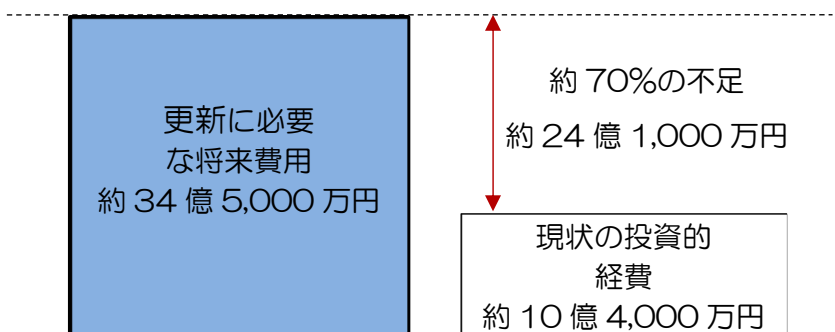 更新に必要
な将来費用
約 34 億 5,000 万円
約 70%の不足
約 24 億 1,000 万円
現状の投資的
経費
約 10 億 4,000 万円